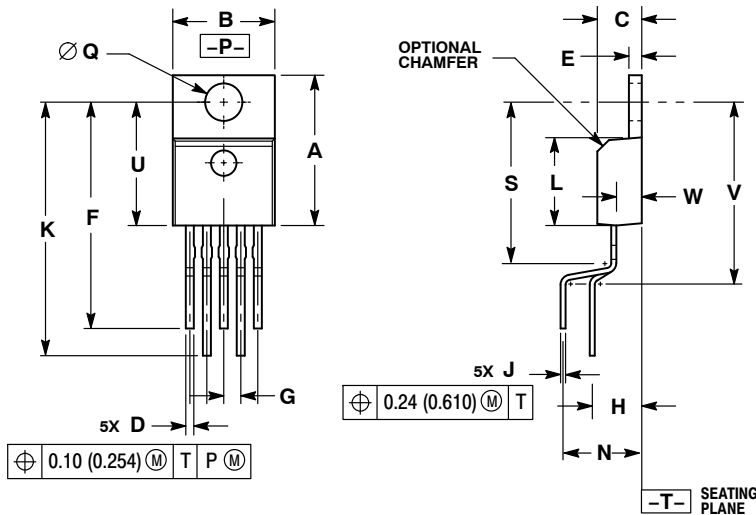 B
–P–
Ø Q
K
F
U
A
G
5X D
⌖ 0.10 (0.254) Ⓜ T P Ⓜ
C
E
OPTIONAL
CHAMFER
S
L
W
V
5X J
⌖ 0.24 (0.610) Ⓜ T
H
N
–T– SEATING
PLANE